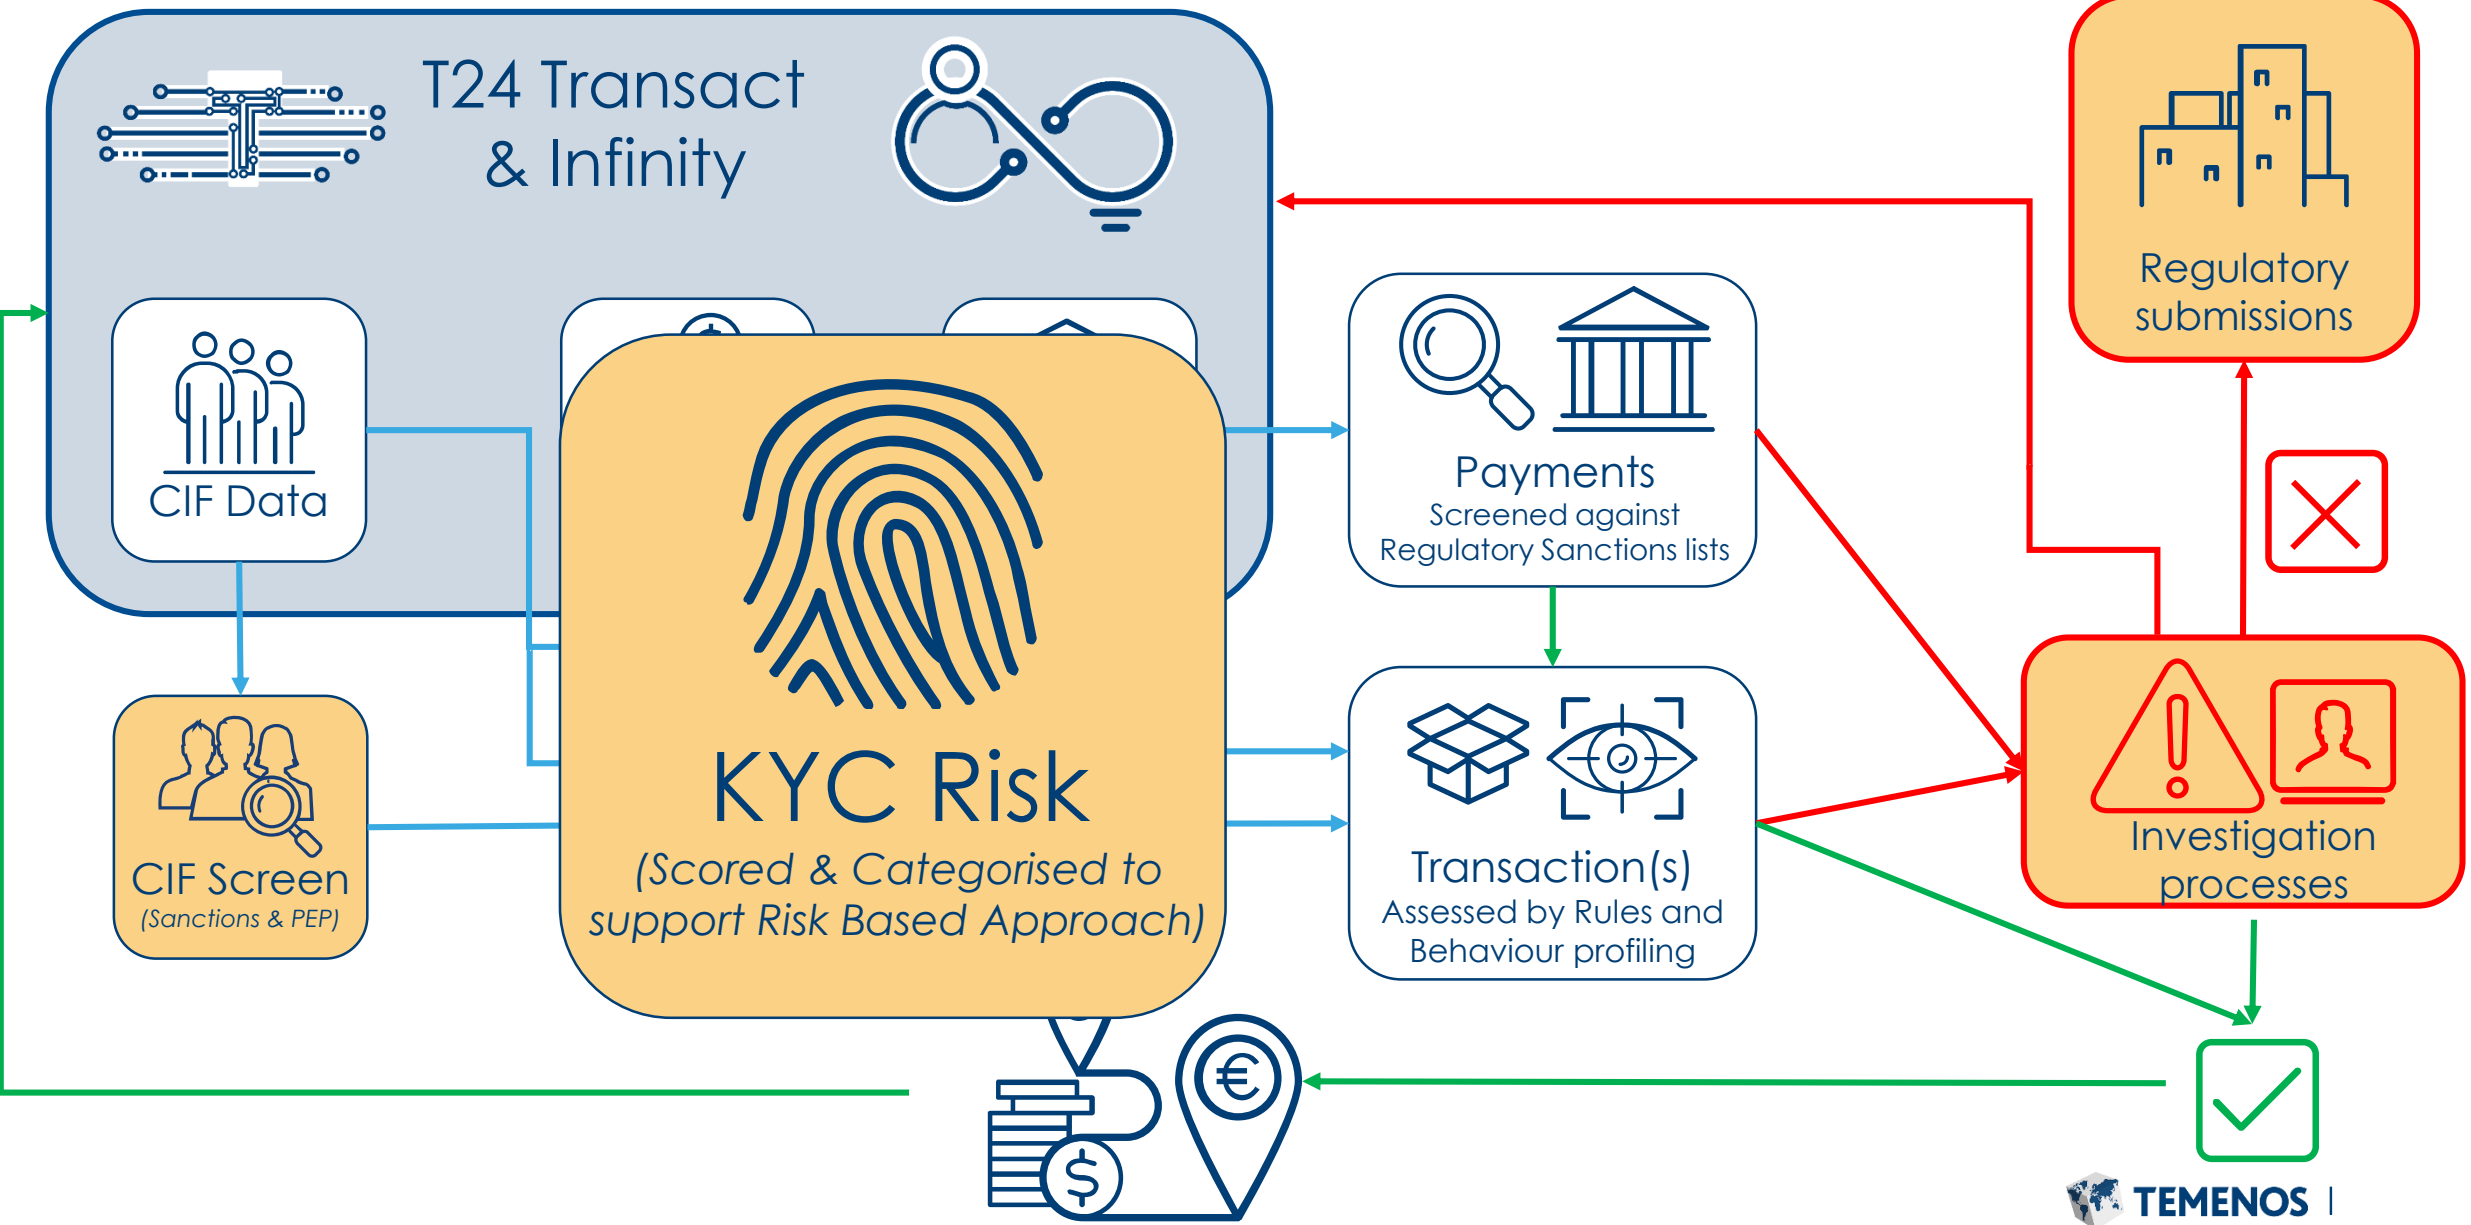 T24 Transact
& Infinity
Regulatory
submissions
CIF Data
Payments
Screened against
Regulatory Sanctions lists
KYC Risk
(Scored & Categorised to
support Risk Based Approach)
CIF Screen
(Sanctions & PEP)
Transaction(s)
Assessed by Rules and
Behaviour profiling
Investigation
processes
€
$
TEMENOS |